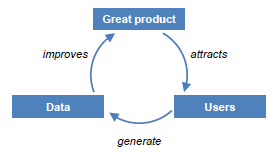 Great product
improves
attracts
Data
Users
generate